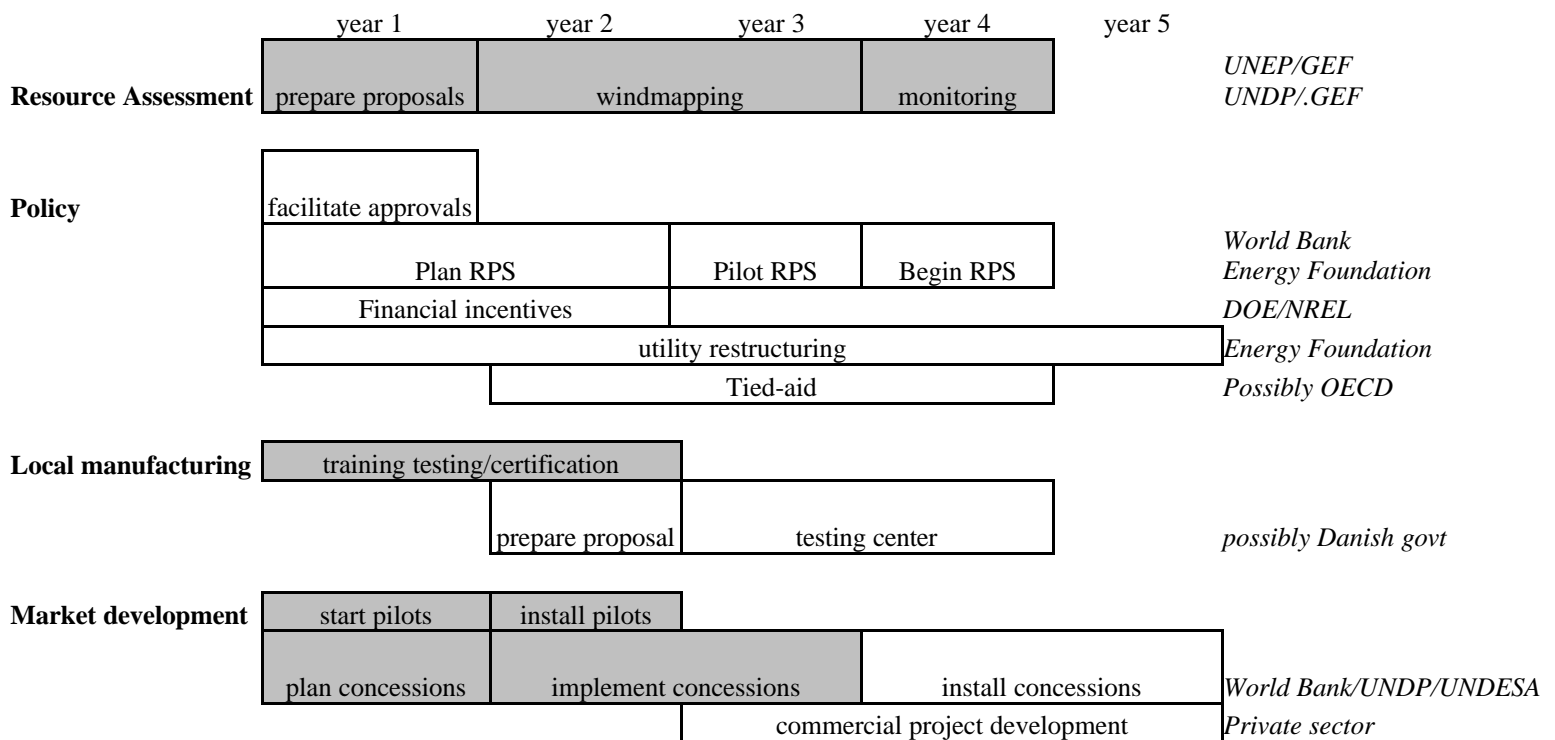 year 1 year 2 year 3 year 4 year 5
UNEP/GEF
Resource Assessment prepare proposals windmapping monitoring UNDP/.GEF
Policy facilitate approvals
World Bank
Plan RPS Pilot RPS Begin RPS Energy Foundation
Financial incentives DOE/NREL
utility restructuring Energy Foundation
Tied-aid Possibly OECD
Local manufacturing training testing/certification
prepare proposal testing center possibly Danish govt
Market development start pilots install pilots
plan concessions implement concessions install concessions World Bank/UNDP/UNDESA
commercial project development Private sector